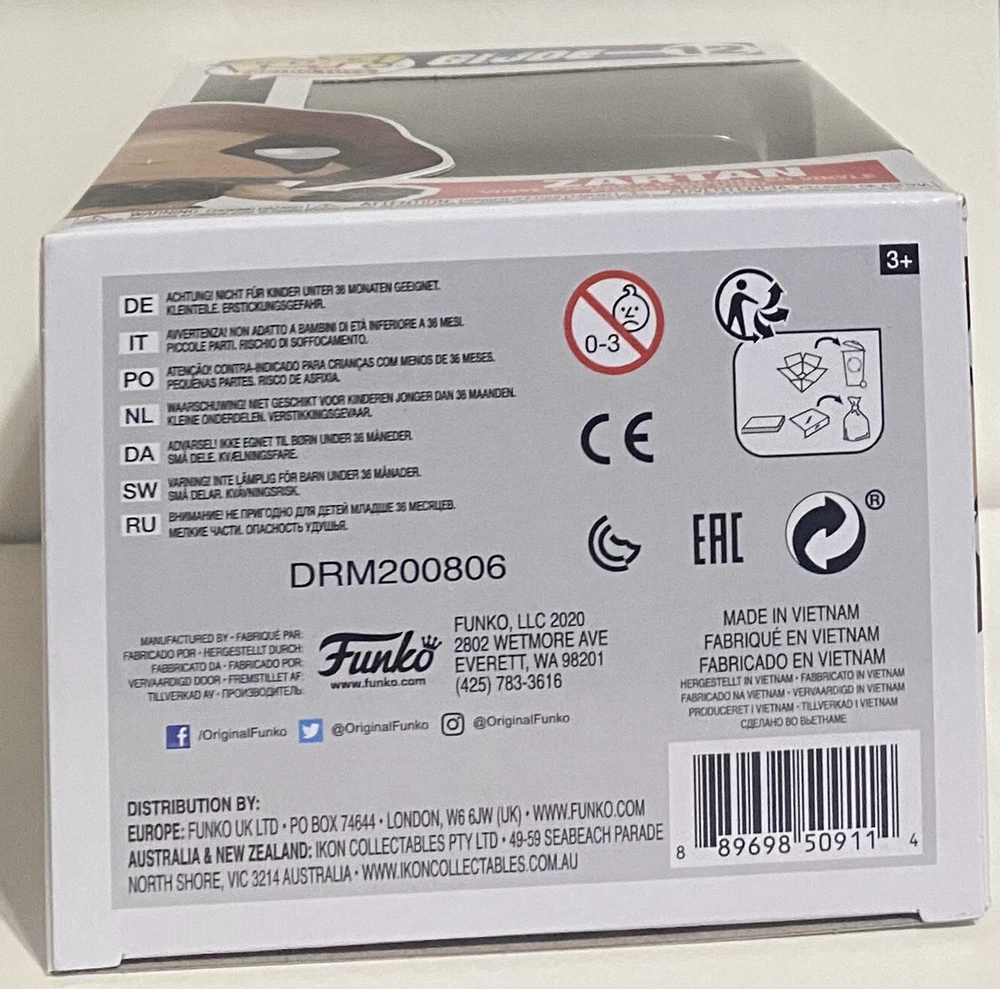 G.I. JOE 12
ZARTAN
3+
DE ACHTUNG! NICHT FÜR KINDER UNTER 36 MONATEN GEEIGNET.
KLEINTEILE. ERSTICKUNGSGEFAHR.
IT AVVERTENZA! NON ADATTO A BAMBINI DI ETÀ INFERIORE A 36 MESI.
PICCOLE PARTI. RISCHIO DI SOFFOCAMENTO.
PO ATENÇÃO! CONTRA-INDICADO PARA CRIANÇAS COM MENOS DE 36 MESES.
PEQUENAS PARTES. RISCO DE ASFIXIA.
NL WAARSCHUWING! NIET GESCHIKT VOOR KINDEREN JONGER DAN 36 MAANDEN.
KLEINE ONDERDELEN. VERSTIKKINGSGEVAAR.
DA ADVARSEL! IKKE EGNET TIL BØRN UNDER 36 MÅNEDER.
SMÅ DELE. KVÆLNINGSFARE.
SW VARNING! INTE LÄMPLIG FÖR BARN UNDER 36 MÅNADER.
SMÅ DELAR. KVÄVNINGSRISK.
RU ВНИМАНИЕ! НЕ ПРИГОДНО ДЛЯ ДЕТЕЙ МЛАДШЕ 36 МЕСЯЦЕВ.
МЕЛКИЕ ЧАСТИ. ОПАСНОСТЬ УДУШЬЯ.
0-3
CE
EAC
®
DRM200806
MANUFACTURED BY • FABRIQUÉ PAR:
FABRICADO POR • HERGESTELLT DURCH:
FABBRICATO DA • FABRICADO POR:
VERVAARDIGD DOOR • FREMSTILLET AF:
TILLVERKAD AV • ПРОИЗВОДИТЕЛЬ:
Funko
www.funko.com
FUNKO, LLC 2020
2802 WETMORE AVE
EVERETT, WA 98201
(425) 783-3616
MADE IN VIETNAM
FABRIQUÉ EN VIETNAM
FABRICADO EN VIETNAM
HERGESTELLT IN VIETNAM • FABBRICATO IN VIETNAM
FABRICADO NA VIETNAM • VERVAARDIGD IN VIETNAM
PRODUCERET I VIETNAM • TILLVERKAD I VIETNAM
СДЕЛАНО ВО ВЬЕТНАМЕ
/OriginalFunko @OriginalFunko @OriginalFunko
DISTRIBUTION BY:
EUROPE: FUNKO UK LTD • PO BOX 74644 • LONDON, W6 6JW (UK) • WWW.FUNKO.COM
AUSTRALIA & NEW ZEALAND: IKON COLLECTABLES PTY LTD • 49-59 SEABEACH PARADE
NORTH SHORE, VIC 3214 AUSTRALIA • WWW.IKONCOLLECTABLES.COM.AU
8 89698 50911 4